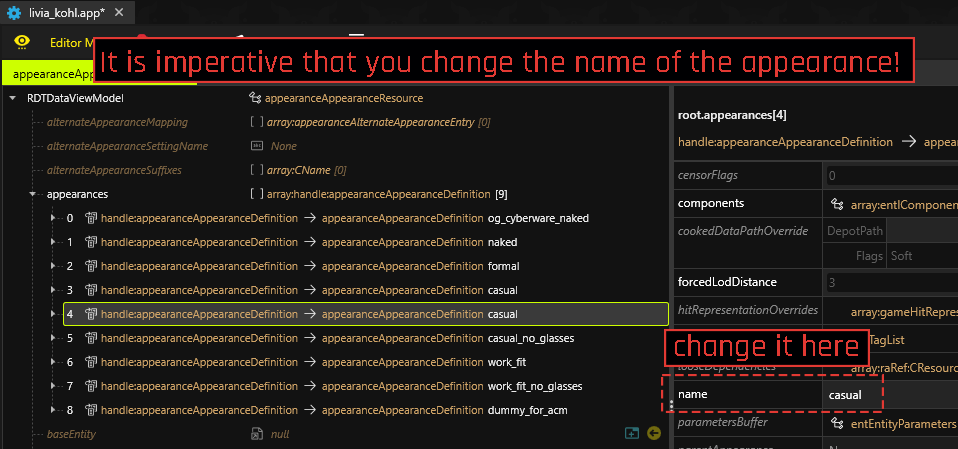 livia_kohl.app*
Editor M
It is imperative that you change the name of the appearance!
appearanceAp
RDTDataViewModel appearanceAppearanceResource
alternateAppearanceMapping [ ] array:appearanceAlternateAppearanceEntry [0]
alternateAppearanceSettingName None
alternateAppearanceSuffixes [ ] array:CName [0]
appearances [ ] array:handle:appearanceAppearanceDefinition [9]
0 handle:appearanceAppearanceDefinition → appearanceAppearanceDefinition og_cyberware_naked
1 handle:appearanceAppearanceDefinition → appearanceAppearanceDefinition naked
2 handle:appearanceAppearanceDefinition → appearanceAppearanceDefinition formal
3 handle:appearanceAppearanceDefinition → appearanceAppearanceDefinition casual
4 handle:appearanceAppearanceDefinition → appearanceAppearanceDefinition casual
5 handle:appearanceAppearanceDefinition → appearanceAppearanceDefinition casual_no_glasses
6 handle:appearanceAppearanceDefinition → appearanceAppearanceDefinition work_fit
7 handle:appearanceAppearanceDefinition → appearanceAppearanceDefinition work_fit_no_glasses
8 handle:appearanceAppearanceDefinition → appearanceAppearanceDefinition dummy_for_acm
baseEntity null
root.appearances[4]
handle:appearanceAppearanceDefinition → appea
censorFlags 0
components array:entIComponen
cookedDataPathOverride DepotPath
Flags Soft
forcedLodDistance 3
hitRepresentationOverrides array:gameHitRepre
TagList
change it here
looseDependencies array:raRef:CResourc
name casual
parametersBuffer entEntityParameters